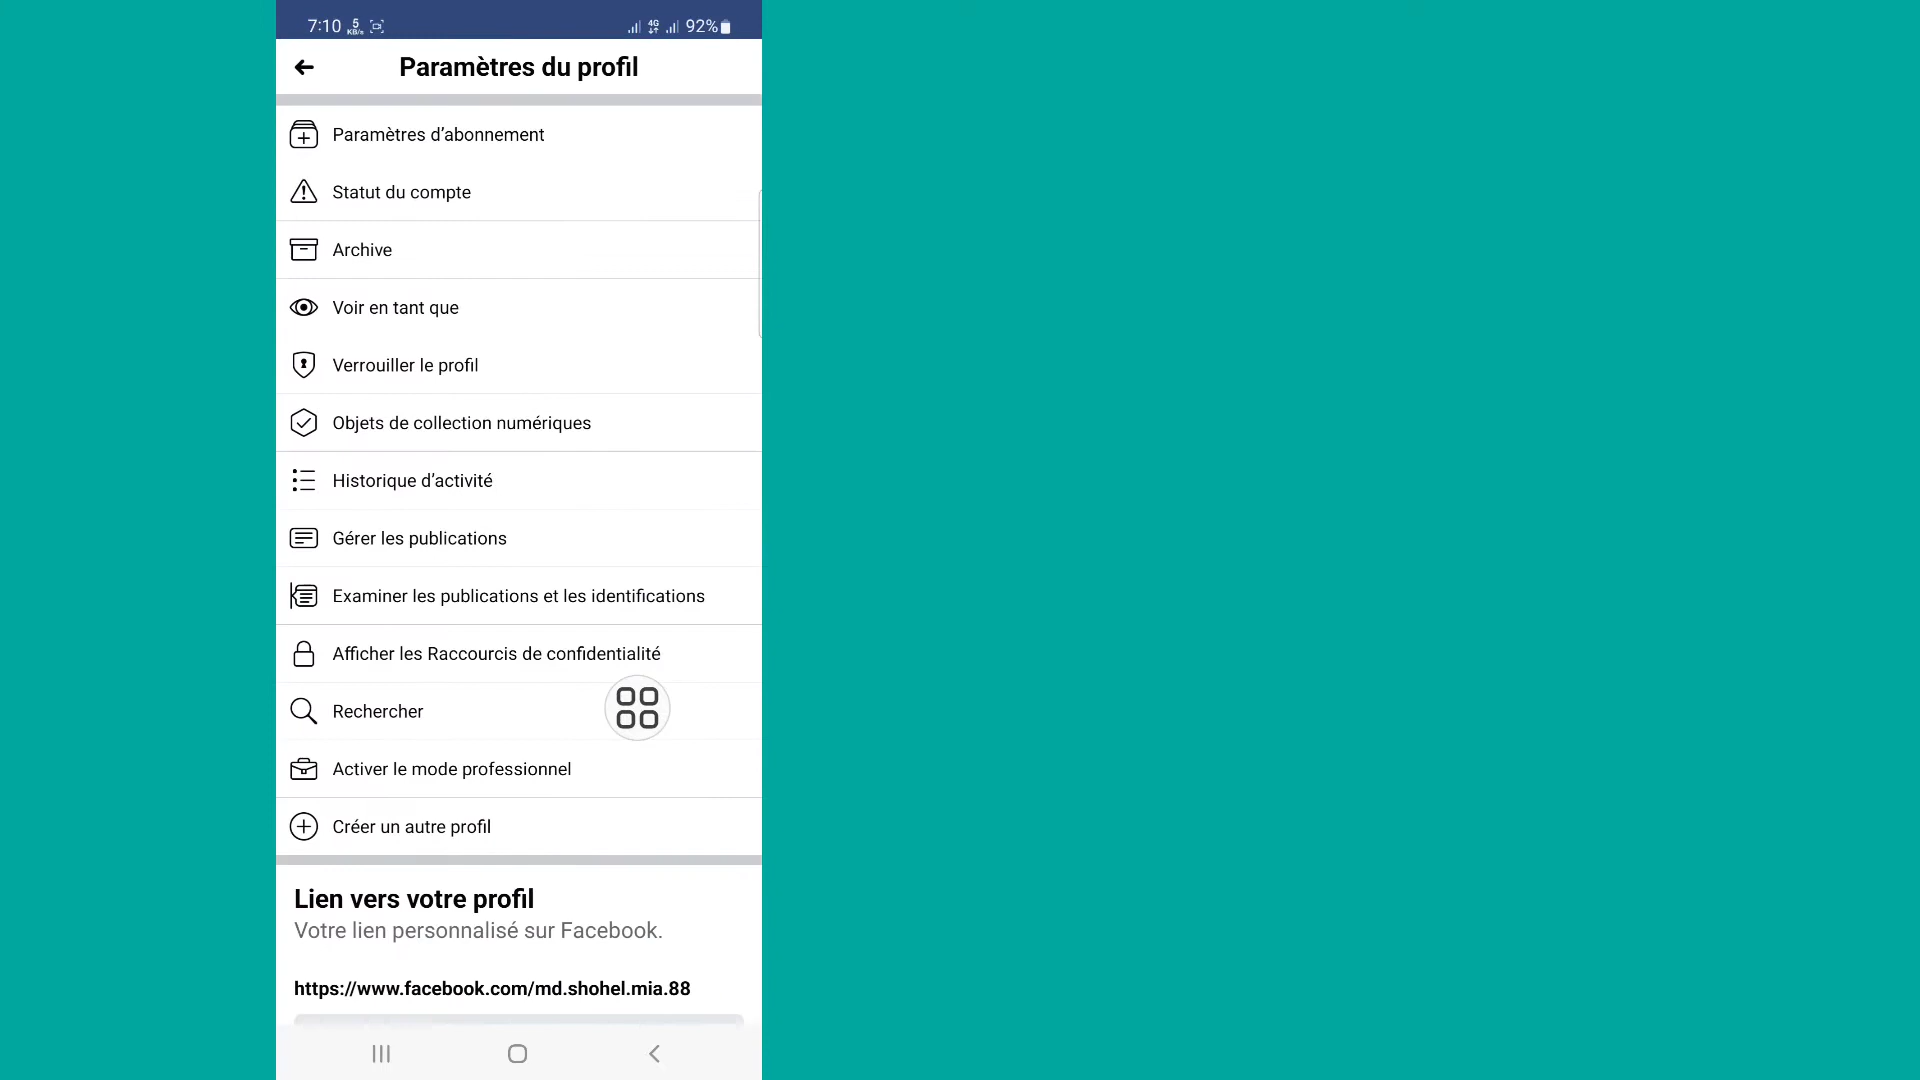 7:10 5 KB/s 4G 92%
Paramètres du profil
Paramètres d’abonnement
Statut du compte
Archive
Voir en tant que
Verrouiller le profil
Objets de collection numériques
Historique d’activité
Gérer les publications
Examiner les publications et les identifications
Afficher les Raccourcis de confidentialité
Rechercher
Activer le mode professionnel
Créer un autre profil
Lien vers votre profil
Votre lien personnalisé sur Facebook.
https://www.facebook.com/md.shohel.mia.88